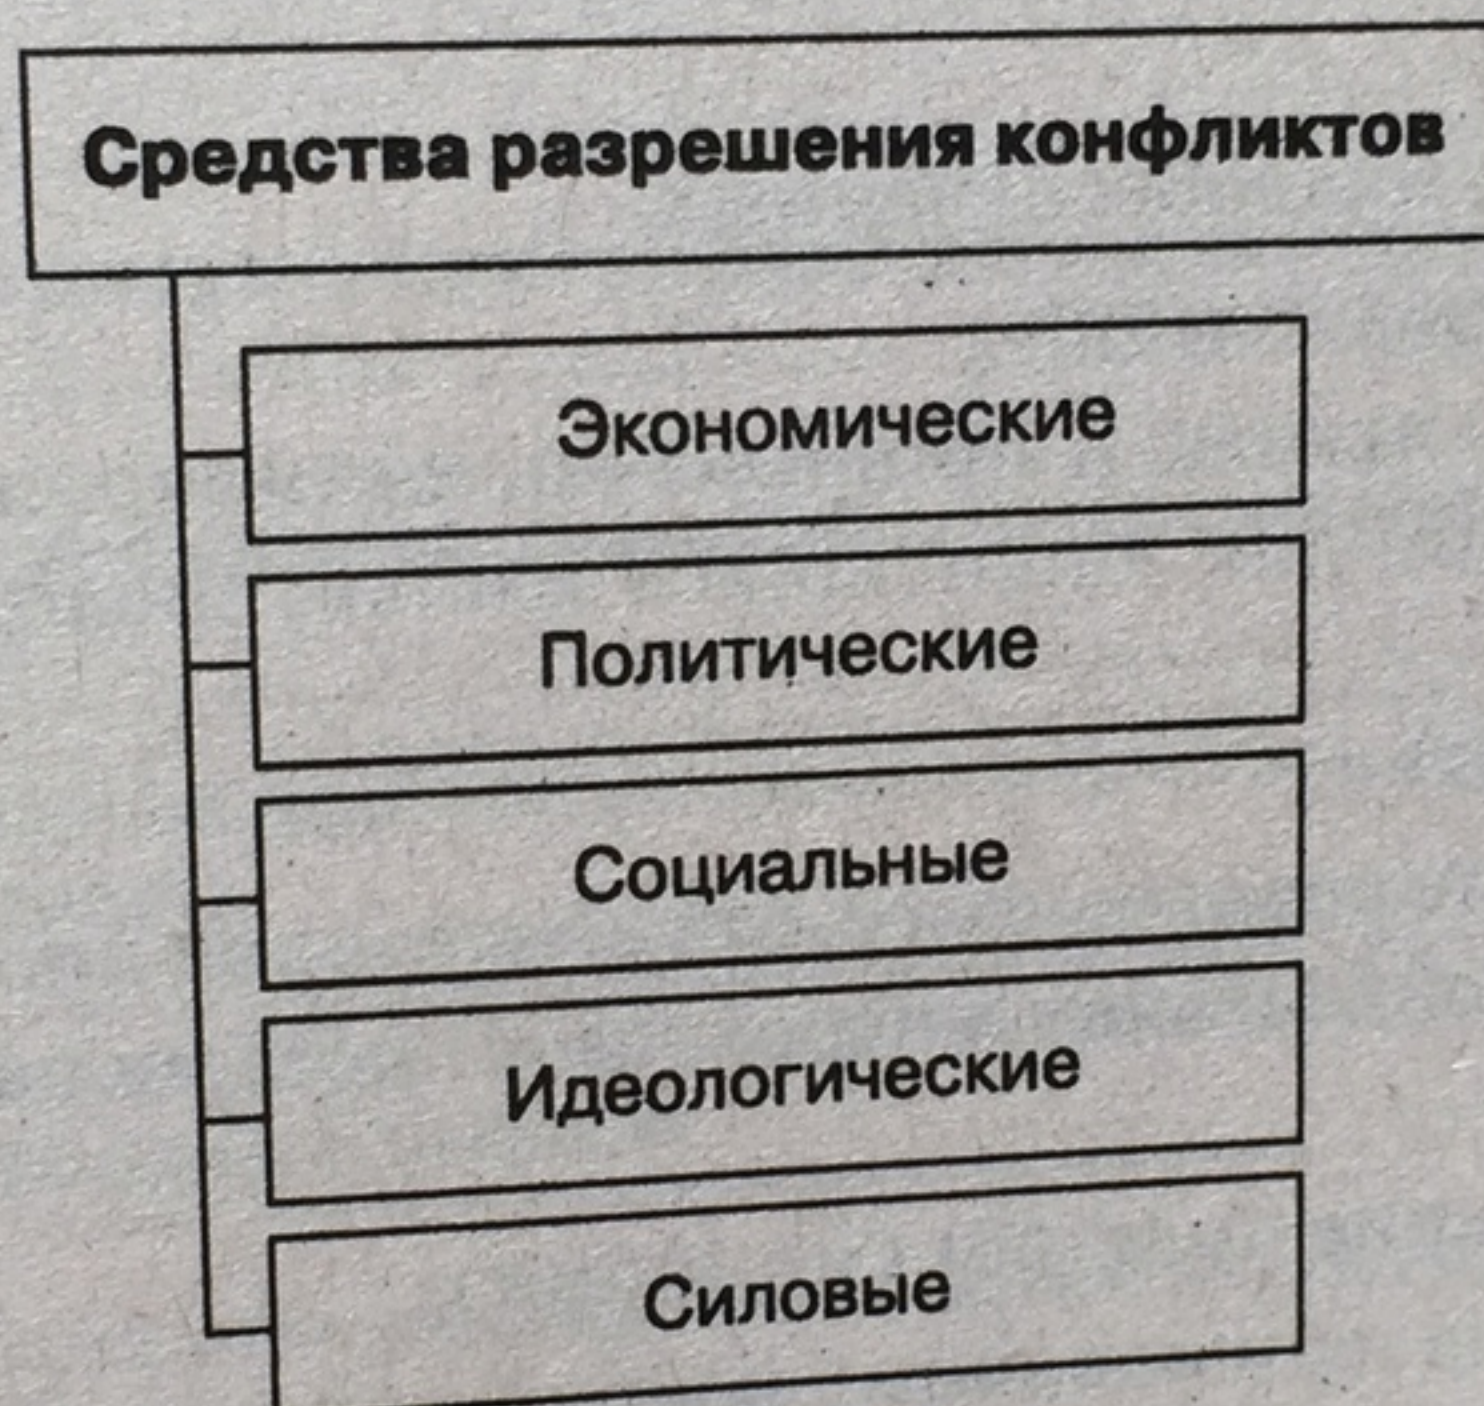 Средства разрешения конфликтов
Экономические
Политические
Социальные
Идеологические
Силовые